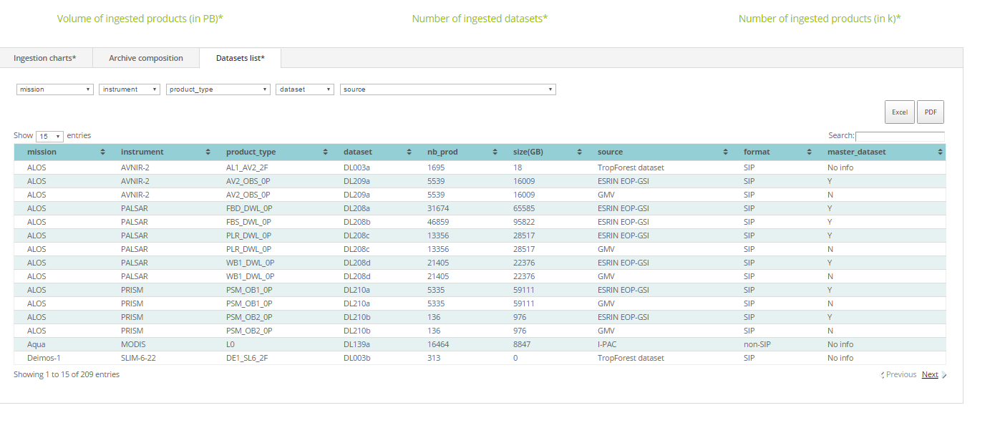 Volume of ingested products (in PB)* Number of ingested datasets* Number of ingested products (in k)*
Ingestion charts* Archive composition Datasets list*
mission instrument product_type dataset source
Excel PDF
Show 15 entries Search:
mission instrument product_type dataset nb_prod size(GB) source format master_dataset
ALOS AVNIR-2 AL1_AV2_2F DL003a 1695 18 TropForest dataset SIP No info
ALOS AVNIR-2 AV2_OBS_0P DL209a 5539 16009 ESRIN EOP-GSI SIP Y
ALOS AVNIR-2 AV2_OBS_0P DL209a 5539 16009 GMV SIP N
ALOS PALSAR FBD_DWL_0P DL208a 31674 65585 ESRIN EOP-GSI SIP Y
ALOS PALSAR FBS_DWL_0P DL208b 46859 95822 ESRIN EOP-GSI SIP Y
ALOS PALSAR PLR_DWL_0P DL208c 13356 28517 ESRIN EOP-GSI SIP Y
ALOS PALSAR PLR_DWL_0P DL208c 13356 28517 GMV SIP N
ALOS PALSAR WB1_DWL_0P DL208d 21405 22376 ESRIN EOP-GSI SIP Y
ALOS PALSAR WB1_DWL_0P DL208d 21405 22376 GMV SIP N
ALOS PRISM PSM_OB1_0P DL210a 5335 59111 ESRIN EOP-GSI SIP Y
ALOS PRISM PSM_OB1_0P DL210a 5335 59111 GMV SIP N
ALOS PRISM PSM_OB2_0P DL210b 136 976 ESRIN EOP-GSI SIP Y
ALOS PRISM PSM_OB2_0P DL210b 136 976 GMV SIP N
Aqua MODIS L0 DL139a 16464 8847 I-PAC non-SIP No info
Deimos-1 SLIM-6-22 DE1_SL6_2F DL003b 313 0 TropForest dataset SIP No info
Showing 1 to 15 of 209 entries Previous Next